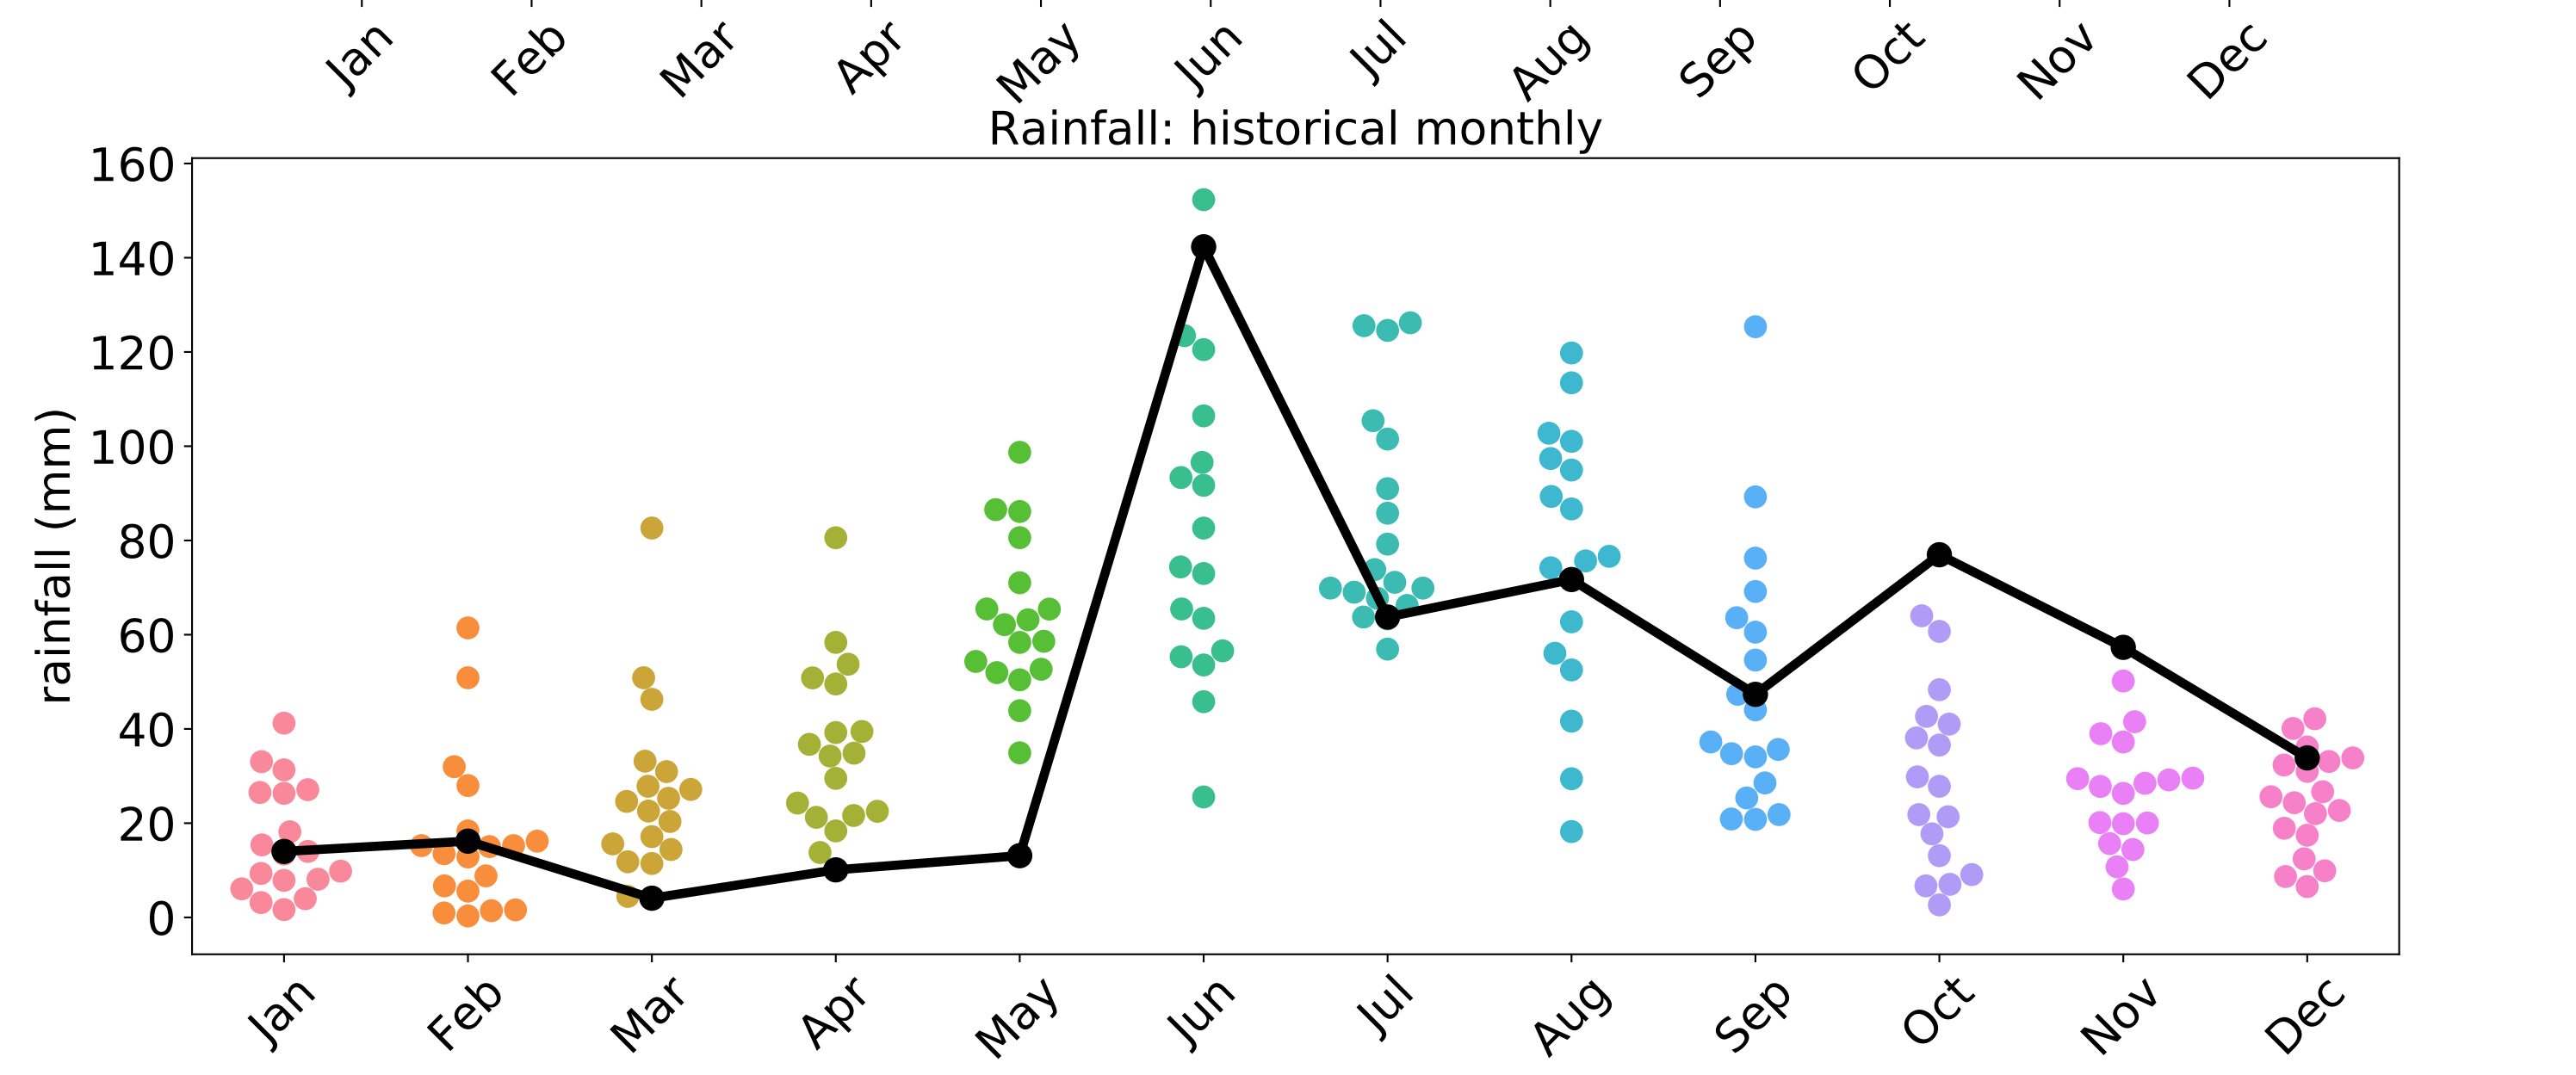 Jan Feb Mar Apr May Jun Jul Aug Sep Oct Nov Dec
Rainfall: historical monthly
rainfall (mm)
160
140
120
100
80
60
40
20
0
Jan Feb Mar Apr May Jun Jul Aug Sep Oct Nov Dec